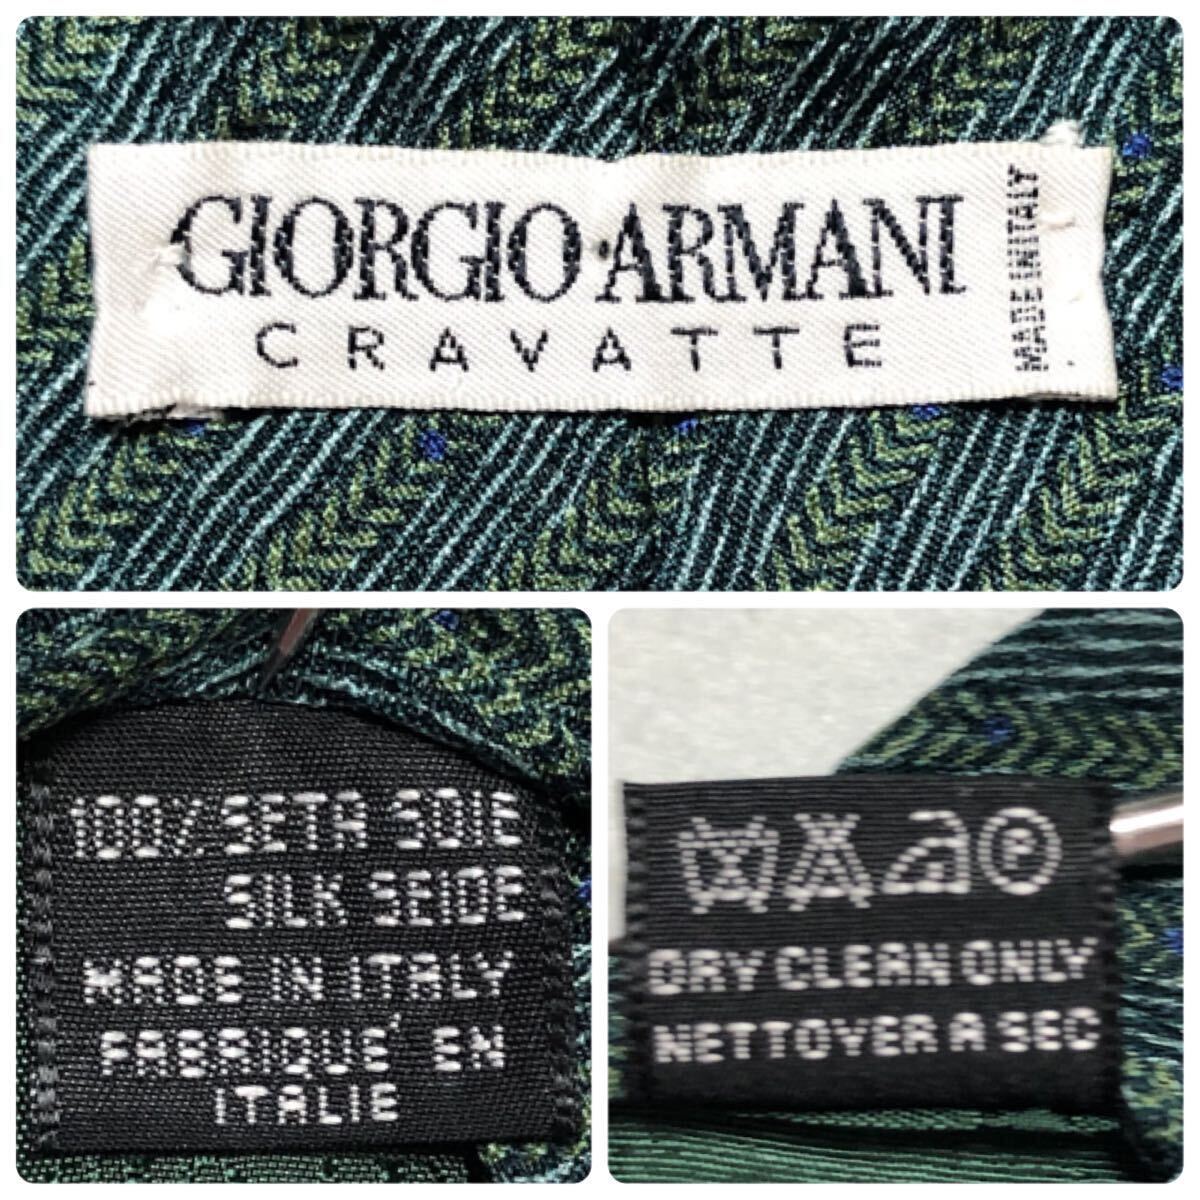 GIORGIO ARMANI
CRAVATTE
MADE IN ITALY
100% SETA SOIE
SILK SEIDE
MADE IN ITALY
FABRIQUÉ EN
ITALIE
P
DRY CLEAN ONLY
NETTOYER A SEC